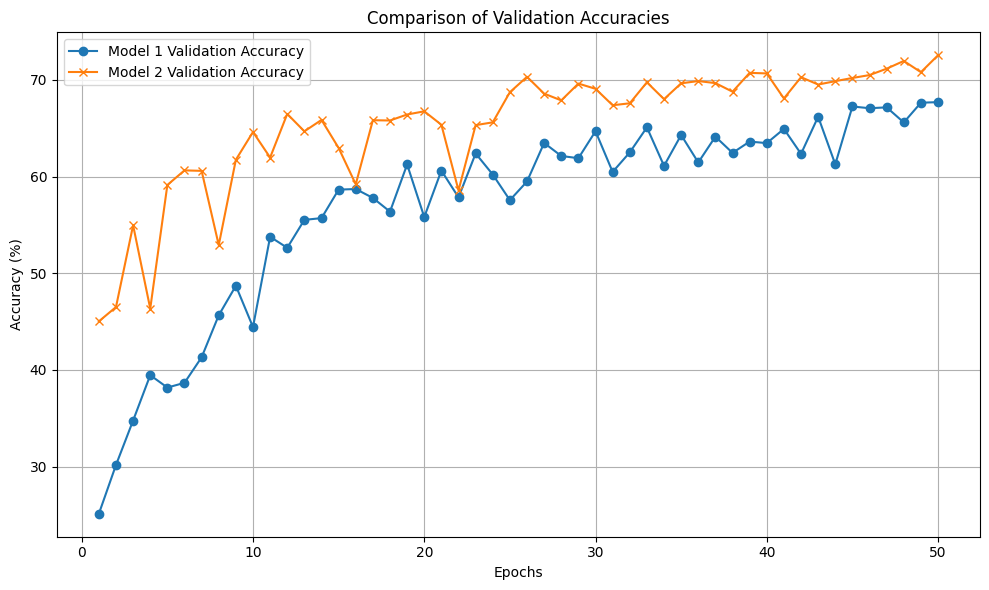 Comparison of Validation Accuracies
Model 1 Validation Accuracy
Model 2 Validation Accuracy
Accuracy (%)
70
60
50
40
30
0 10 20 30 40 50
Epochs